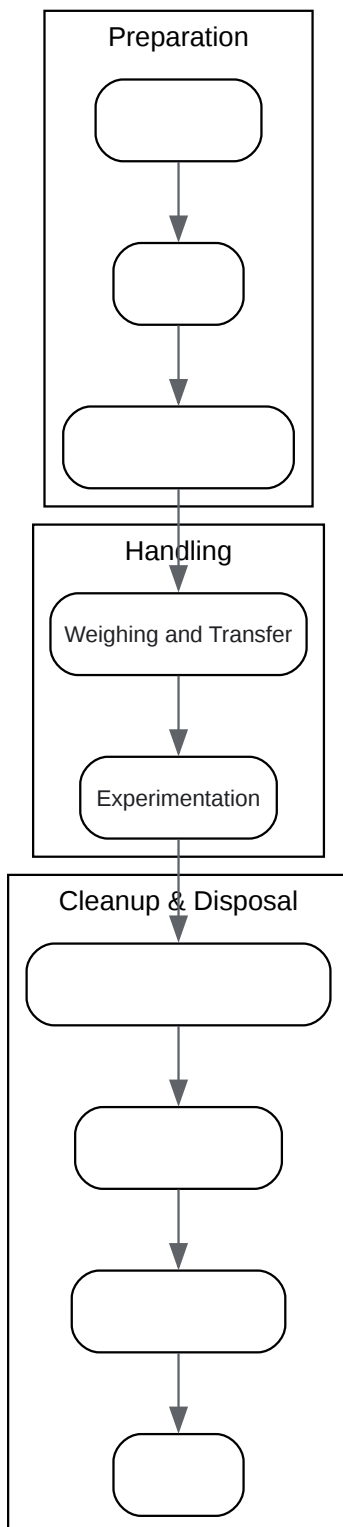 Preparation
Handling
Weighing and Transfer
Experimentation
Cleanup & Disposal